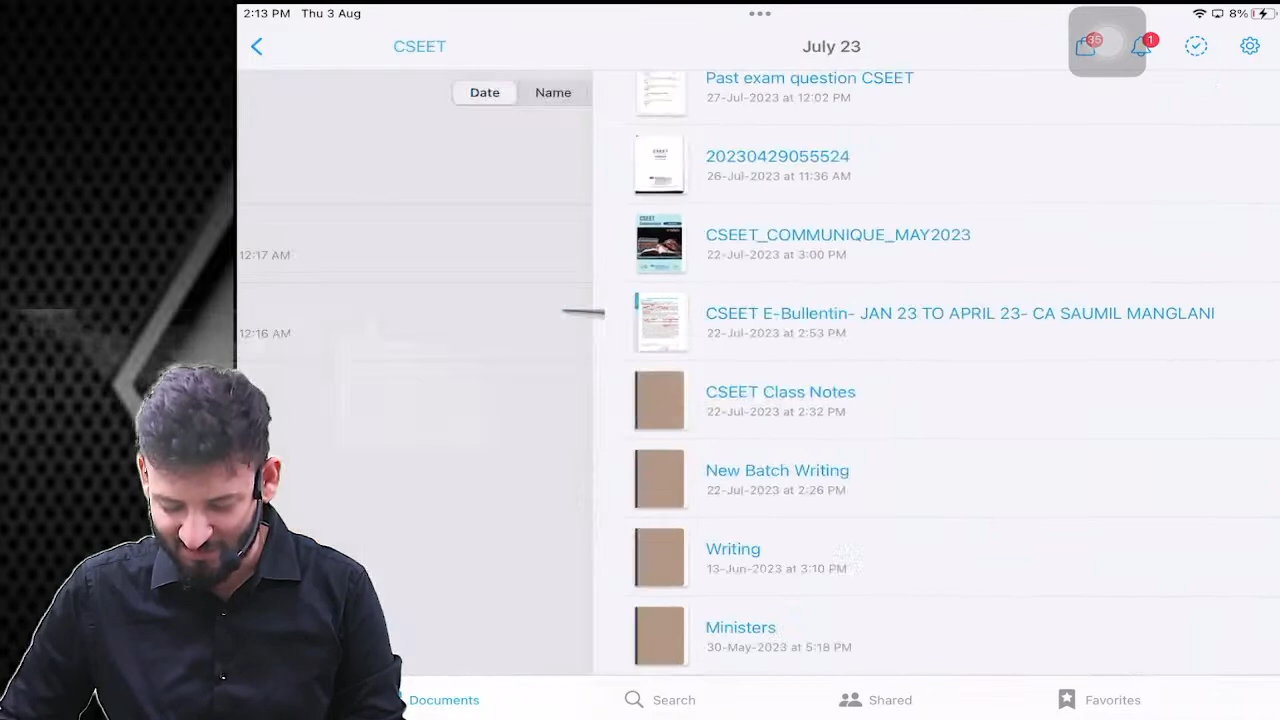 2:13 PM Thu 3 Aug
8%
CSEET
July 23
35
1
Date
Name
Past exam question CSEET
27-Jul-2023 at 12:02 PM
20230429055524
26-Jul-2023 at 11:36 AM
12:17 AM
CSEET_COMMUNIQUE_MAY2023
22-Jul-2023 at 3:00 PM
12:16 AM
CSEET E-Bullentin- JAN 23 TO APRIL 23- CA SAUMIL MANGLANI
22-Jul-2023 at 2:53 PM
CSEET Class Notes
22-Jul-2023 at 2:32 PM
New Batch Writing
22-Jul-2023 at 2:26 PM
Writing
13-Jun-2023 at 3:10 PM
Ministers
30-May-2023 at 5:18 PM
Documents
Search
Shared
Favorites